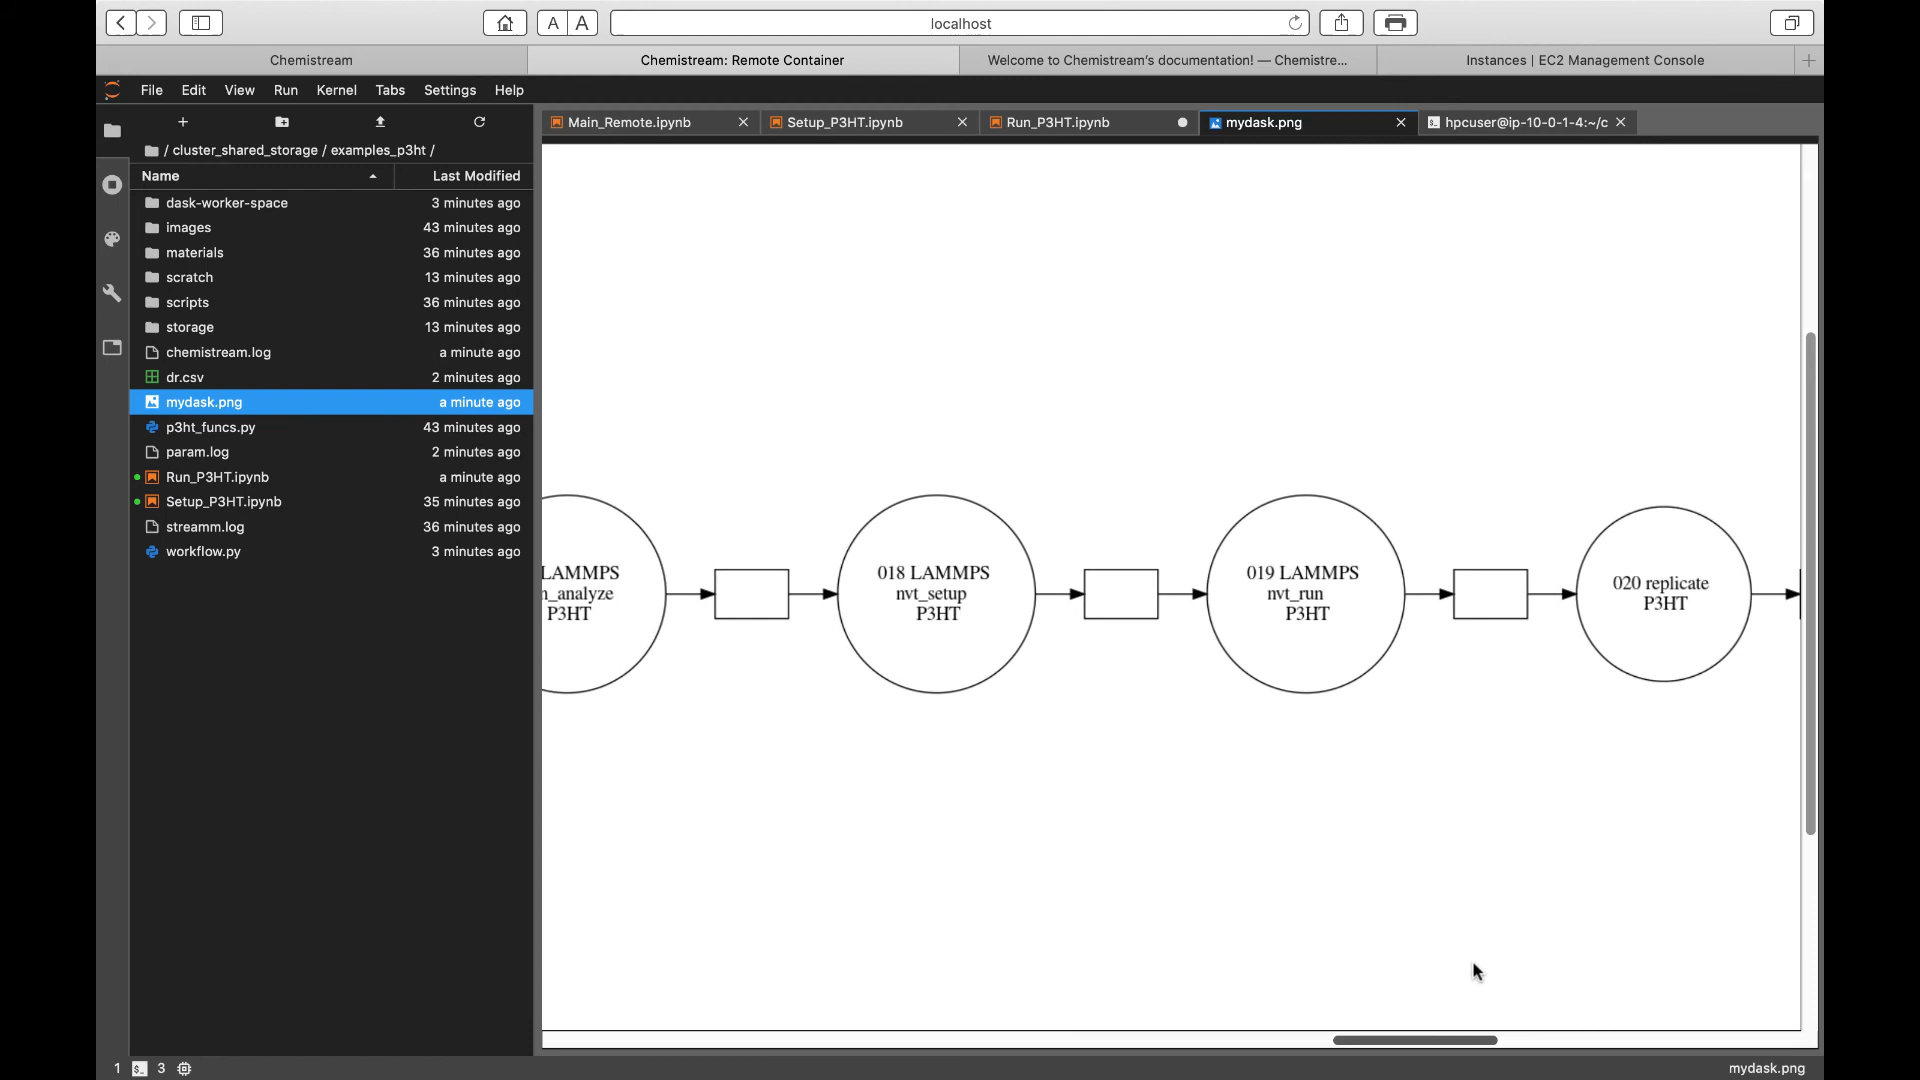 A A
localhost
Chemistream
Chemistream: Remote Container
Welcome to Chemistream's documentation! — Chemistre...
Instances | EC2 Management Console
File Edit View Run Kernel Tabs Settings Help
Main_Remote.ipynb
Setup_P3HT.ipynb
Run_P3HT.ipynb
mydask.png
hpcuser@ip-10-0-1-4:~/c
/ cluster_shared_storage / examples_p3ht /
Name Last Modified
dask-worker-space 3 minutes ago
images 43 minutes ago
materials 36 minutes ago
scratch 13 minutes ago
scripts 36 minutes ago
storage 13 minutes ago
chemistream.log a minute ago
dr.csv 2 minutes ago
mydask.png a minute ago
p3ht_funcs.py 43 minutes ago
param.log 2 minutes ago
Run_P3HT.ipynb a minute ago
Setup_P3HT.ipynb 35 minutes ago
streamm.log 36 minutes ago
workflow.py 3 minutes ago
LAMMPS
n_analyze
P3HT
018 LAMMPS
nvt_setup
P3HT
019 LAMMPS
nvt_run
P3HT
020 replicate
P3HT
1 3
mydask.png